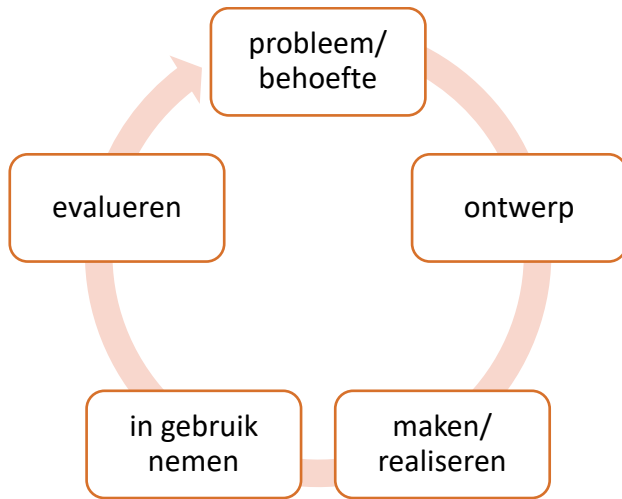 probleem/
behoefte
ontwerp
maken/
realiseren
in gebruik
nemen
evalueren